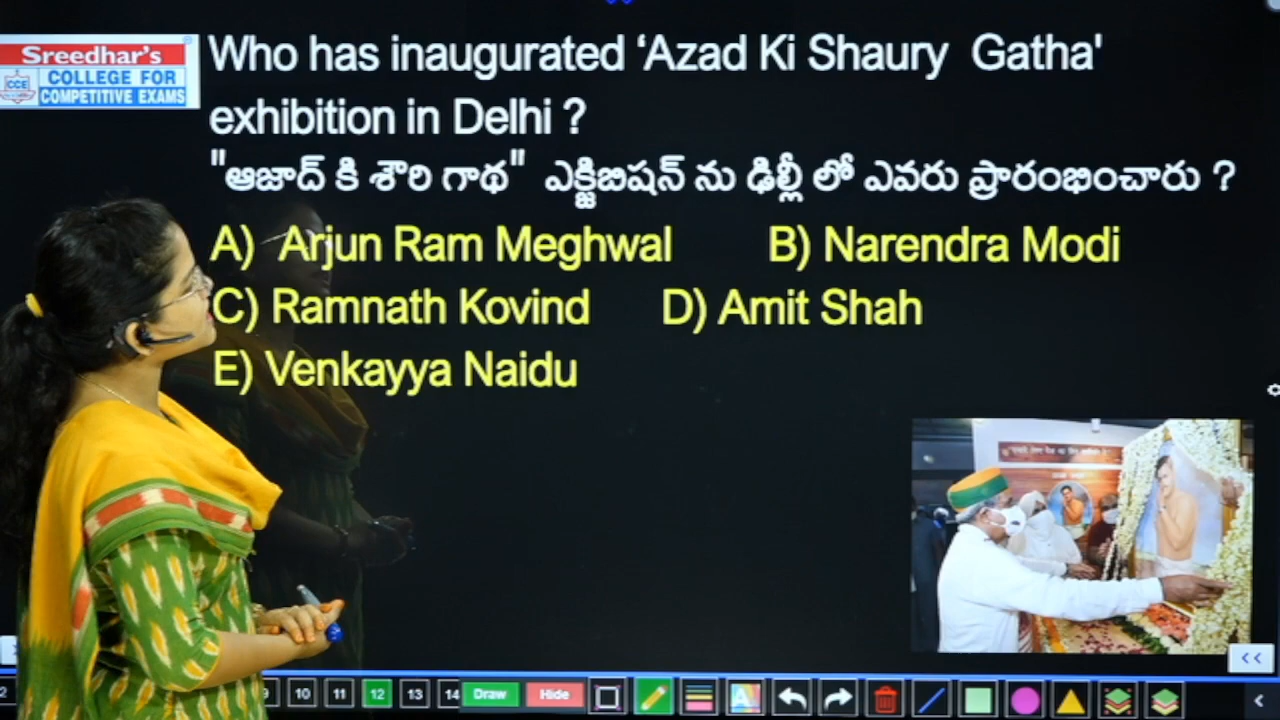 Sreedhar's
CCE
COLLEGE FOR
COMPETITIVE EXAMS
Who has inaugurated ‘Azad Ki Shaury Gatha'
exhibition in Delhi ?
"ఆజాద్ కి శౌరి గాథ" ఎక్జిబిషన్ ను ఢిల్లీ లో ఎవరు ప్రారంభించారు ?
A) Arjun Ram Meghwal B) Narendra Modi
C) Ramnath Kovind D) Amit Shah
E) Venkayya Naidu
2 9 10 11 12 13 14 Draw Hide